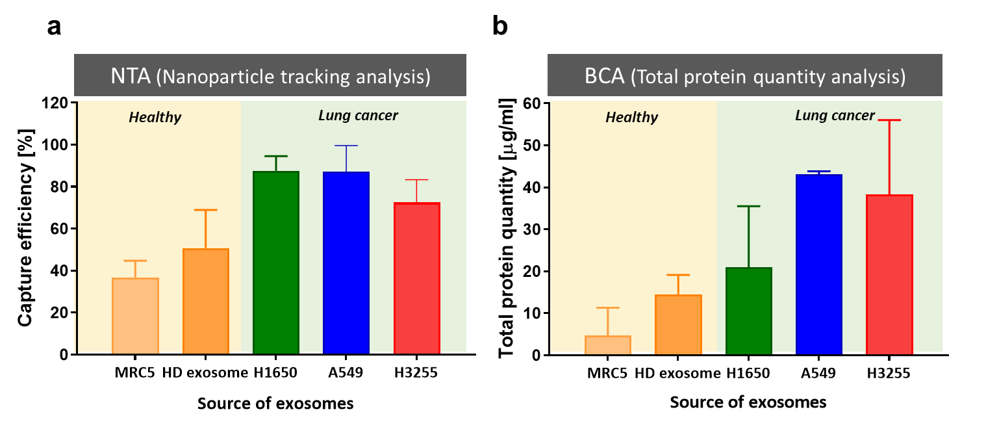 a
NTA (Nanoparticle tracking analysis)
Capture efficiency [%]
120
100
80
60
40
20
0
Healthy
Lung cancer
MRC5 HD exosome H1650 A549 H3255
Source of exosomes
b
BCA (Total protein quantity analysis)
Total protein quantity [μg/ml]
60
50
40
30
20
10
0
Healthy
Lung cancer
MRC5 HD exosome H1650 A549 H3255
Source of exosomes